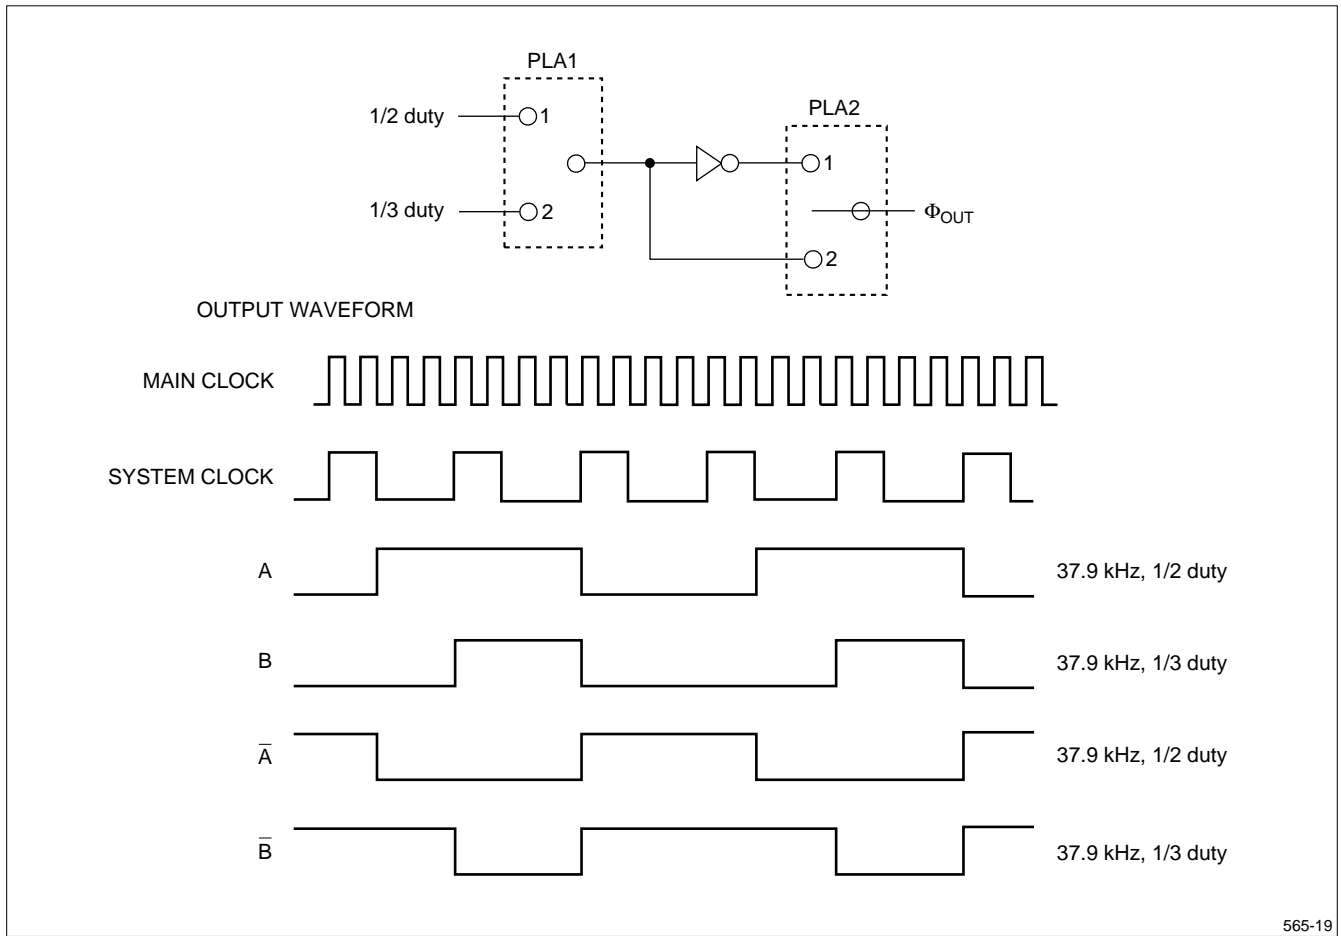 PLA1
1/2 duty
1
PLA2
1
1/3 duty
2
Φ_OUT
2
OUTPUT WAVEFORM
MAIN CLOCK
SYSTEM CLOCK
A
37.9 kHz, 1/2 duty
B
37.9 kHz, 1/3 duty
A̅
37.9 kHz, 1/2 duty
B̅
37.9 kHz, 1/3 duty
565-19